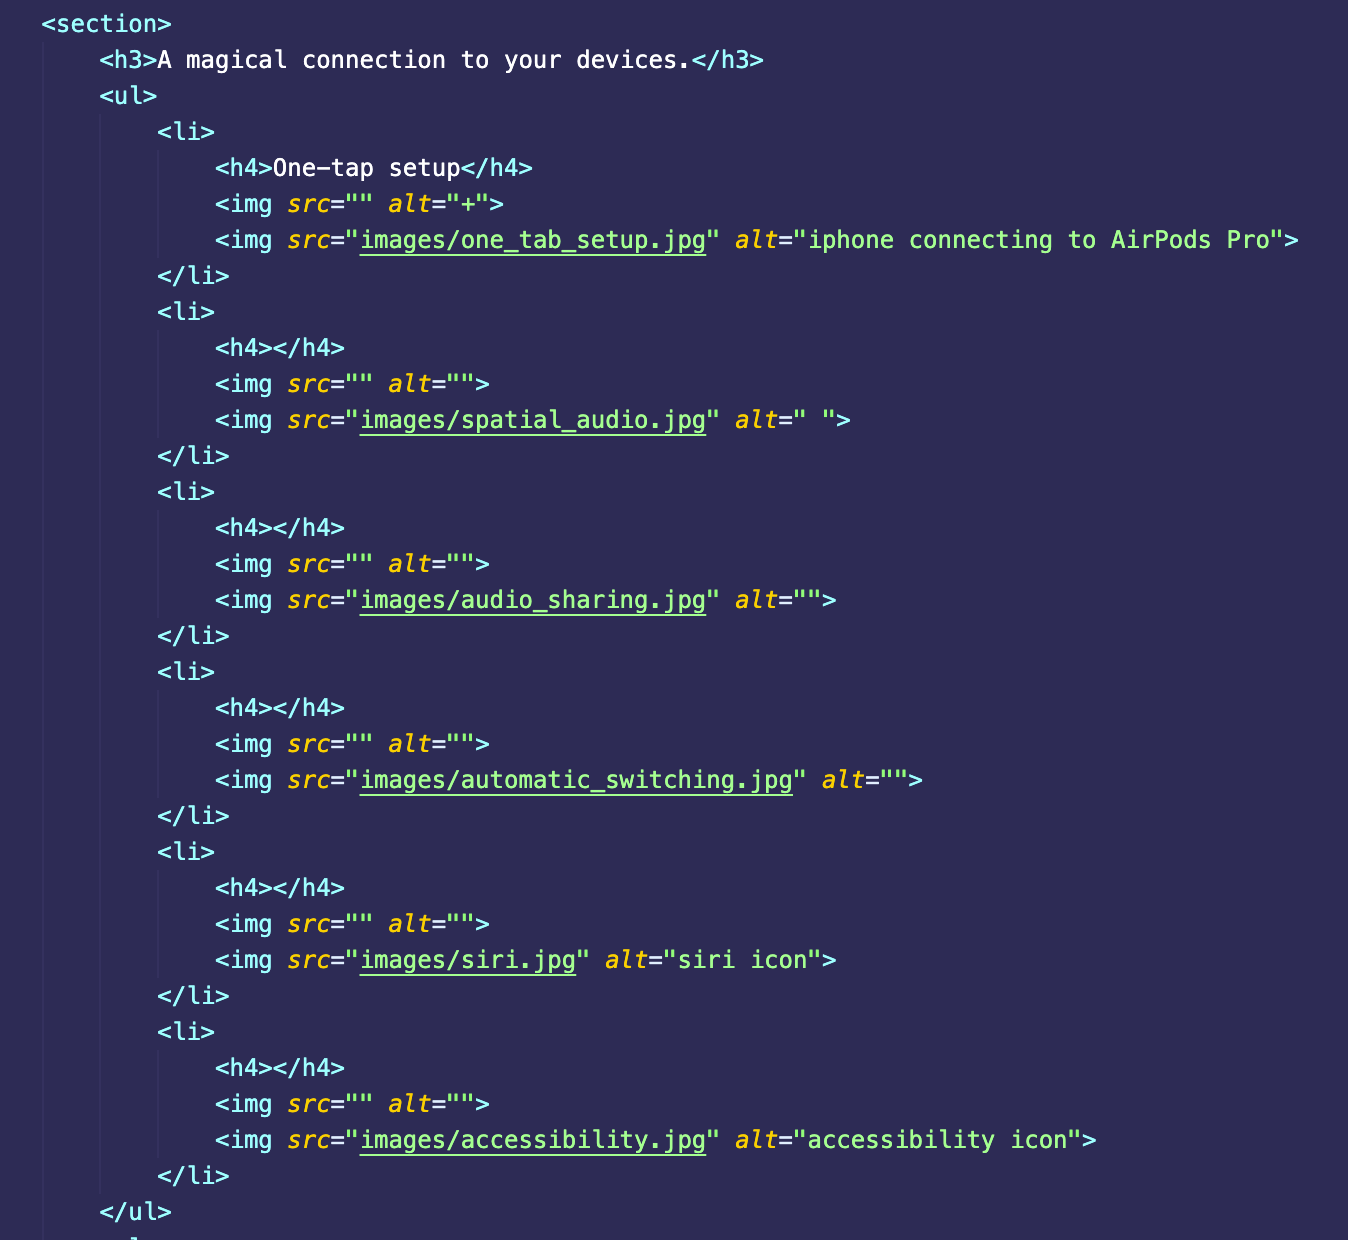 <section>
<h3>A magical connection to your devices.</h3>
<ul>
<li>
<h4>One-tap setup</h4>
<img src="" alt="+">
<img src="images/one_tab_setup.jpg" alt="iphone connecting to AirPods Pro">
</li>
<li>
<h4></h4>
<img src="" alt="">
<img src="images/spatial_audio.jpg" alt=" ">
</li>
<li>
<h4></h4>
<img src="" alt="">
<img src="images/audio_sharing.jpg" alt="">
</li>
<li>
<h4></h4>
<img src="" alt="">
<img src="images/automatic_switching.jpg" alt="">
</li>
<li>
<h4></h4>
<img src="" alt="">
<img src="images/siri.jpg" alt="siri icon">
</li>
<li>
<h4></h4>
<img src="" alt="">
<img src="images/accessibility.jpg" alt="accessibility icon">
</li>
</ul>